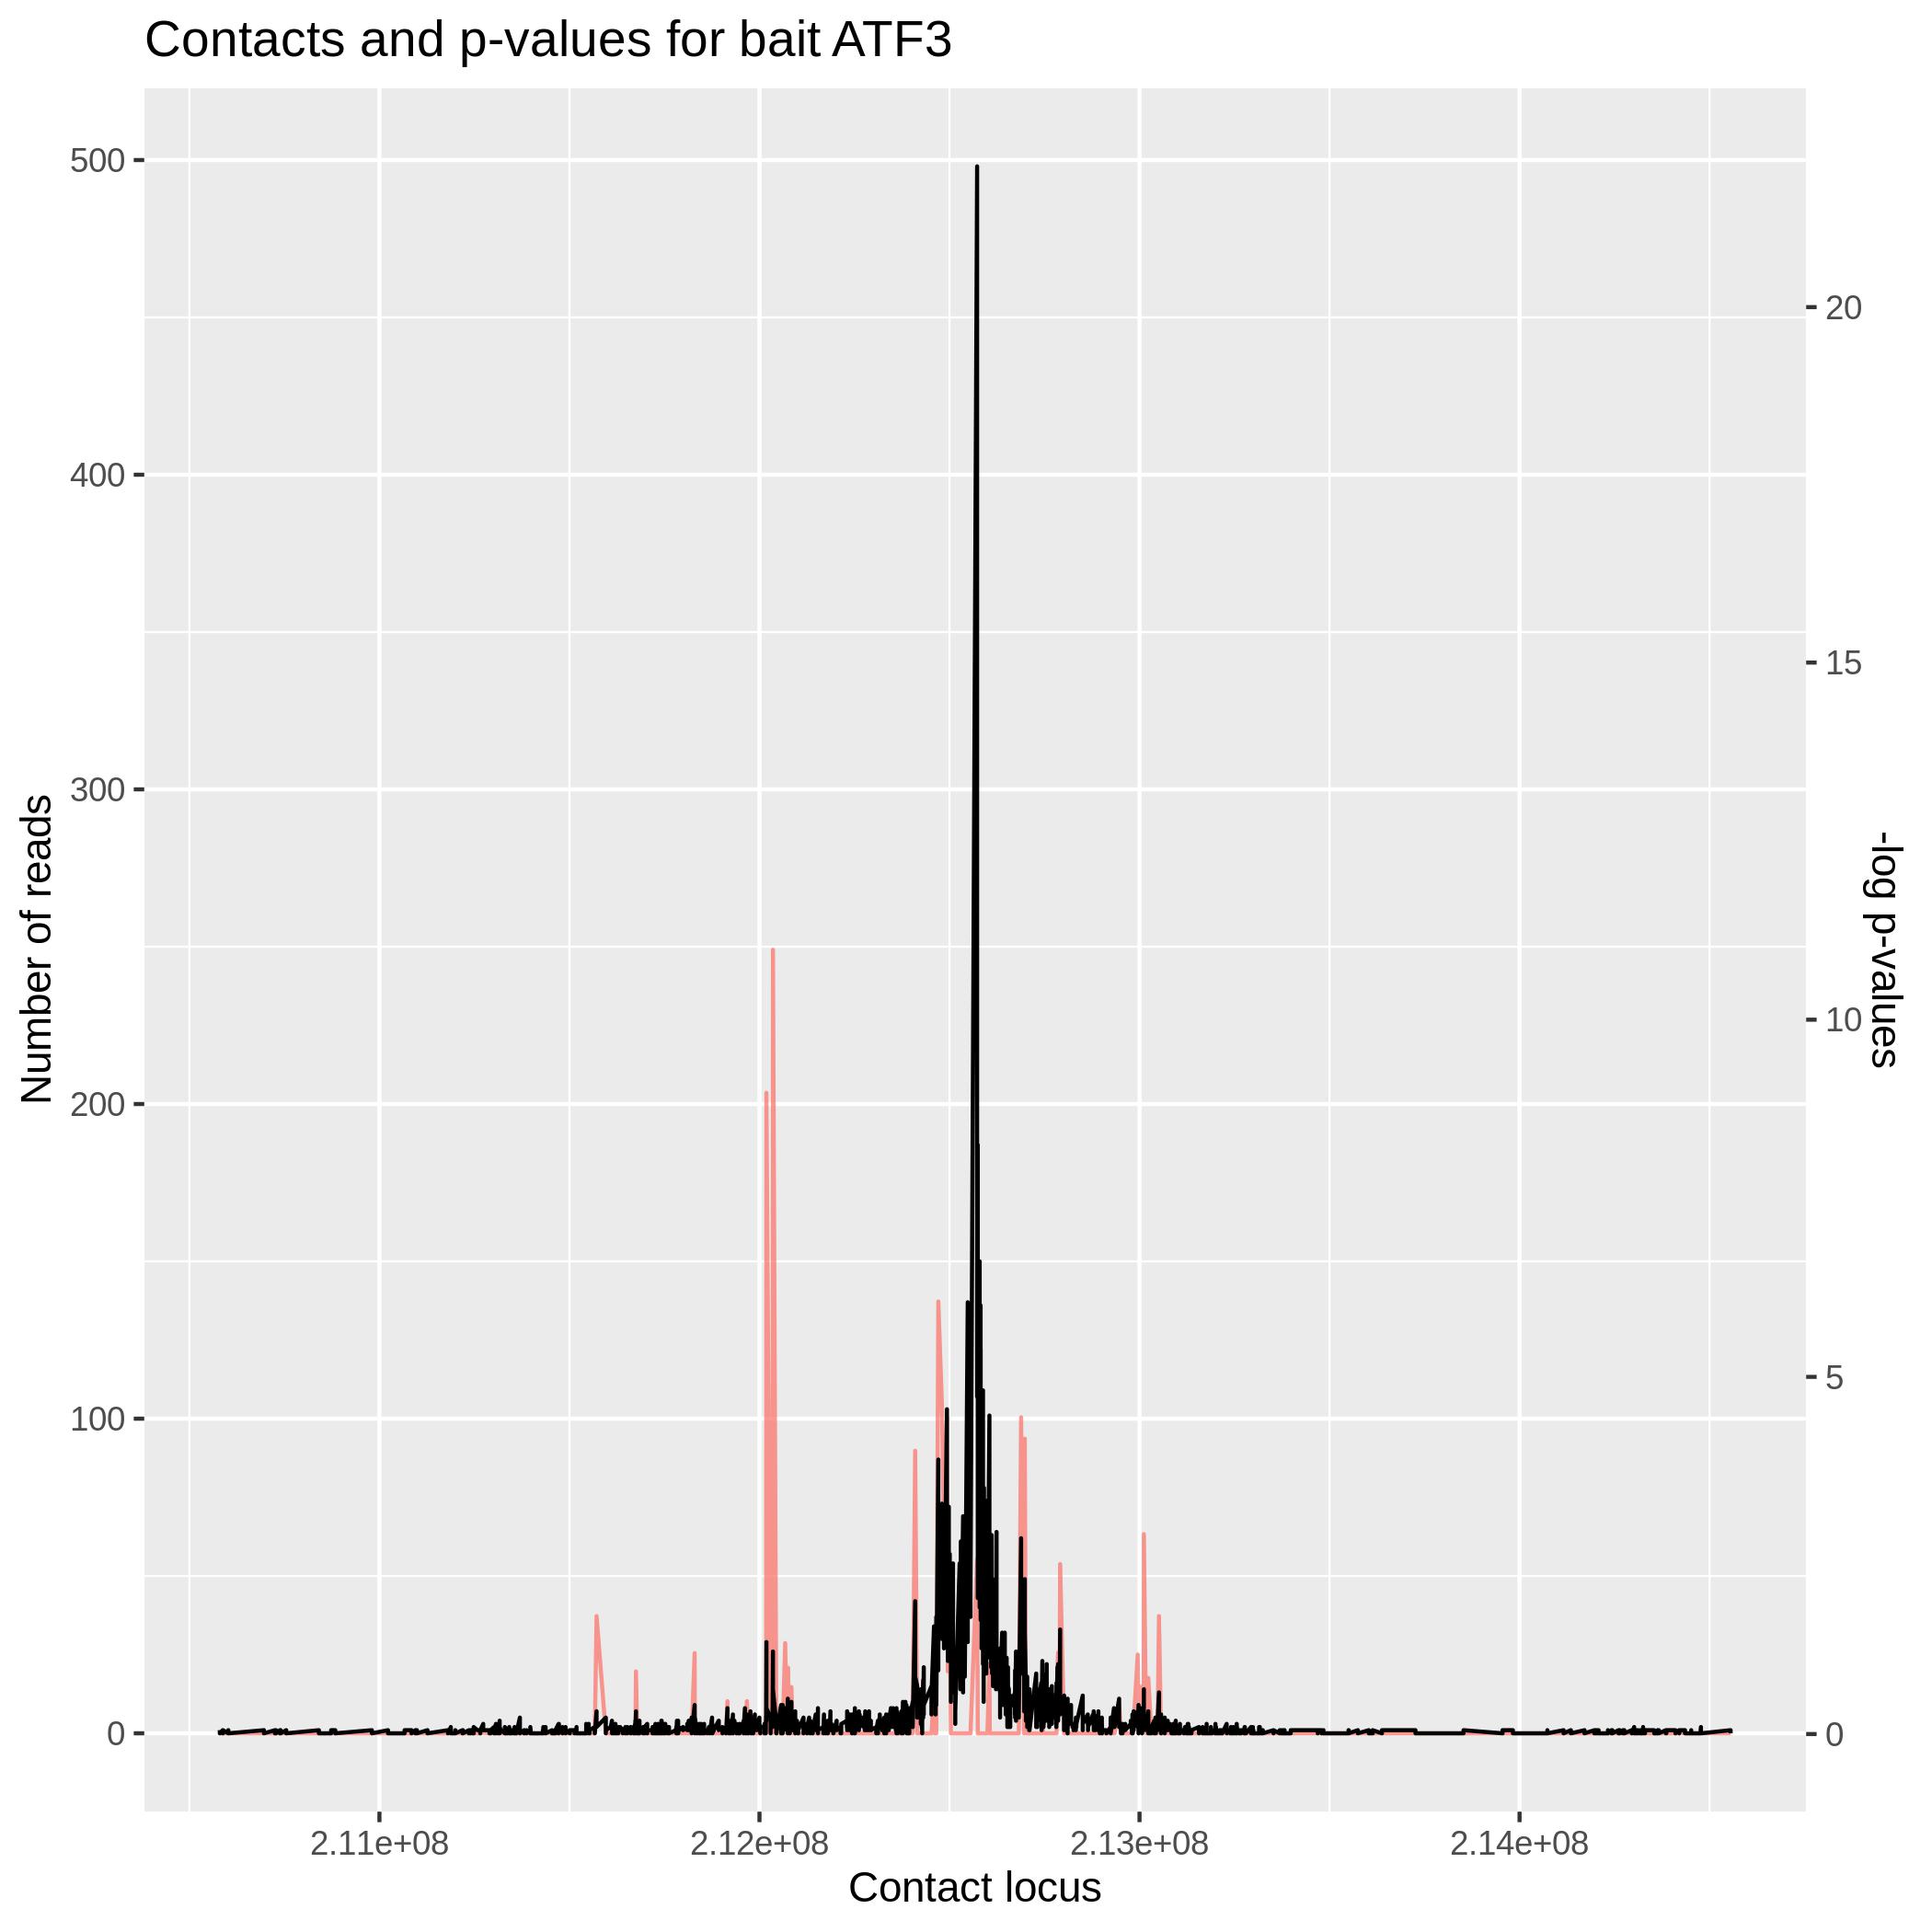 Contacts and p-values for bait ATF3
500
400
300
200
100
0
Number of reads
20
15
10
5
0
-log p-values
2.11e+08
2.12e+08
2.13e+08
2.14e+08
Contact locus